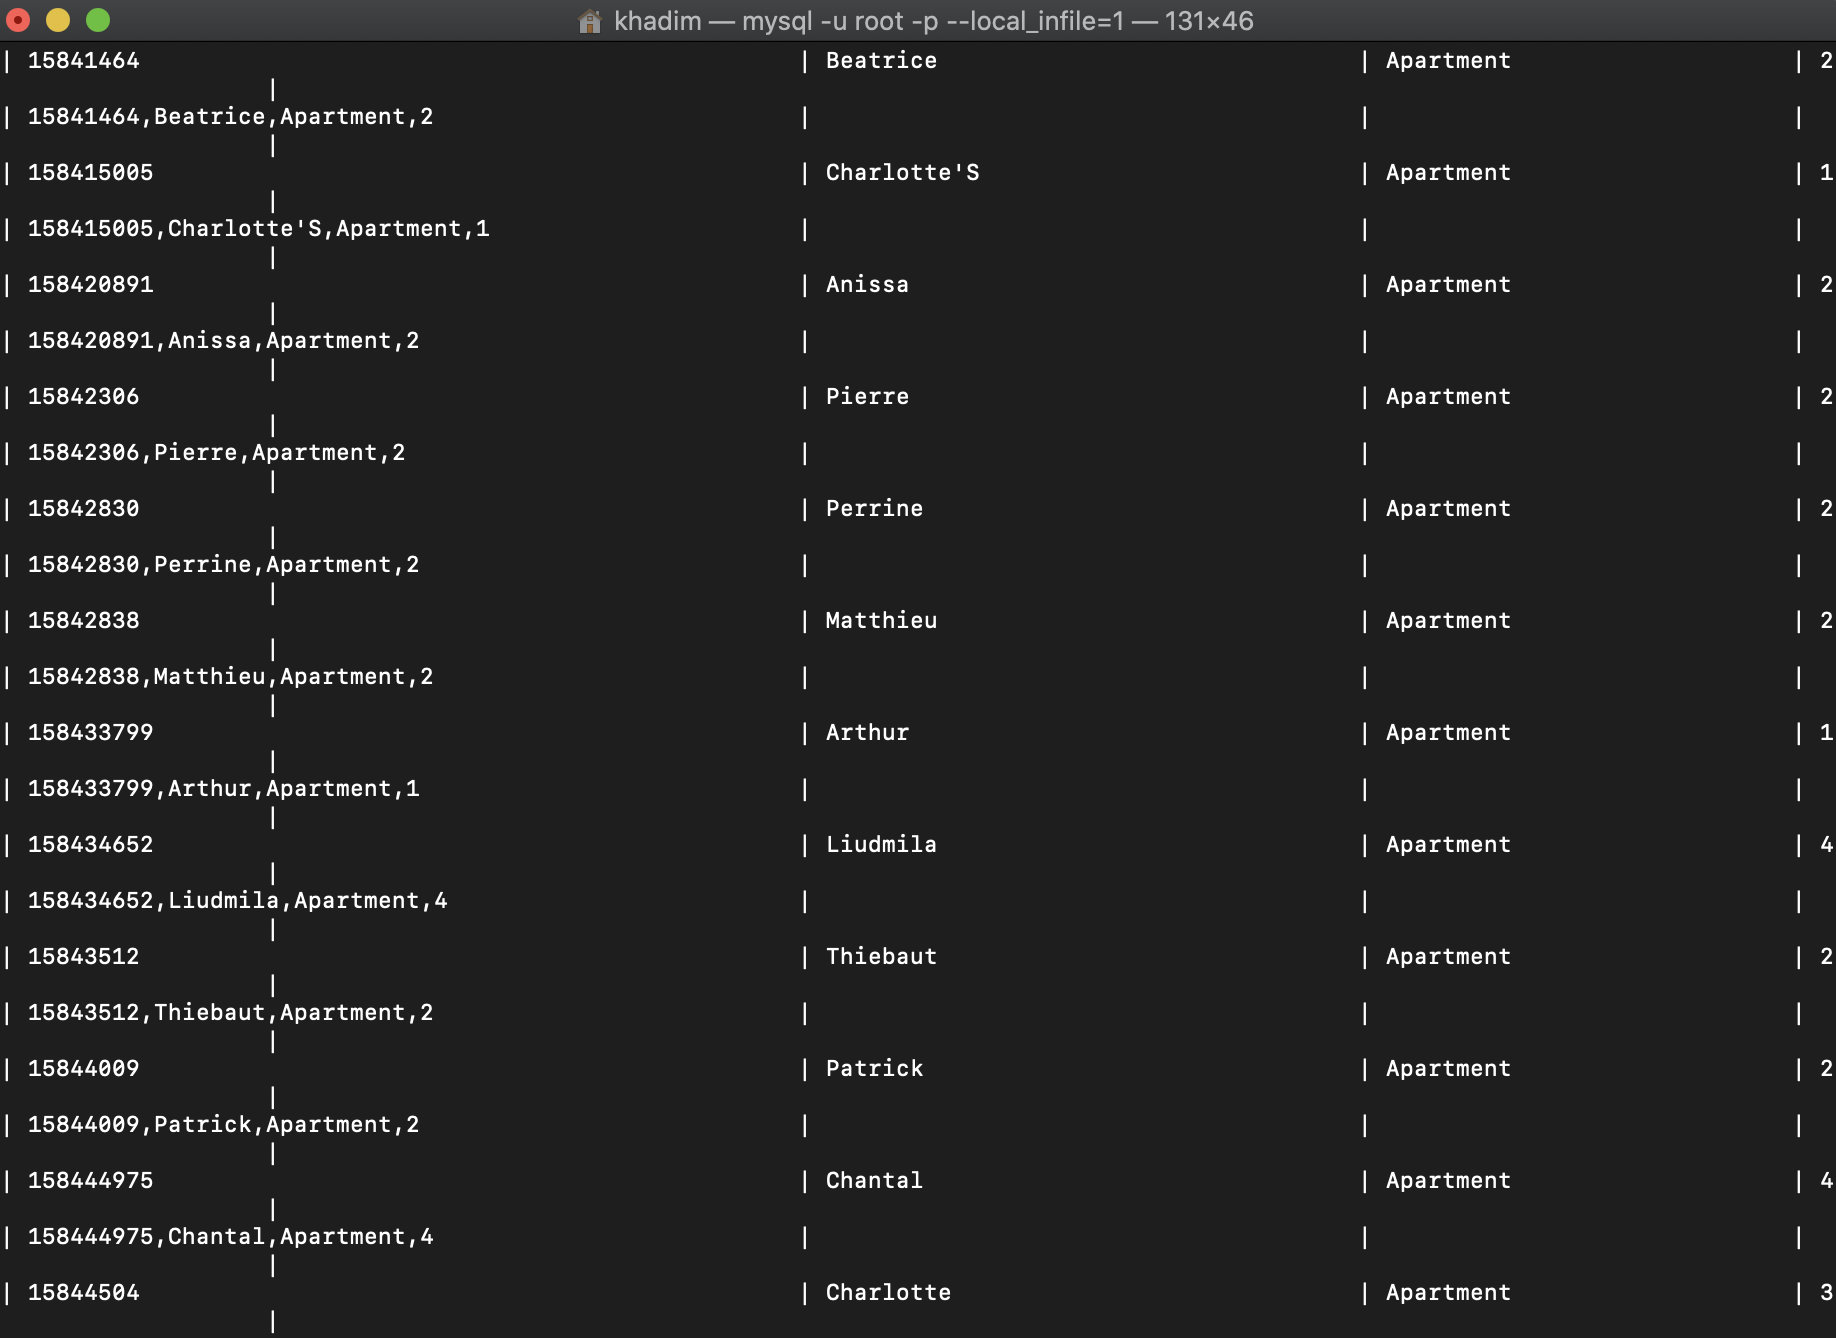 khadim — mysql -u root -p --local_infile=1 — 131×46
| 15841464 | Beatrice | Apartment | 2
|
| 15841464,Beatrice,Apartment,2 | | |
|
| 158415005 | Charlotte'S | Apartment | 1
|
| 158415005,Charlotte'S,Apartment,1 | | |
|
| 158420891 | Anissa | Apartment | 2
|
| 158420891,Anissa,Apartment,2 | | |
|
| 15842306 | Pierre | Apartment | 2
|
| 15842306,Pierre,Apartment,2 | | |
|
| 15842830 | Perrine | Apartment | 2
|
| 15842830,Perrine,Apartment,2 | | |
|
| 15842838 | Matthieu | Apartment | 2
|
| 15842838,Matthieu,Apartment,2 | | |
|
| 158433799 | Arthur | Apartment | 1
|
| 158433799,Arthur,Apartment,1 | | |
|
| 158434652 | Liudmila | Apartment | 4
|
| 158434652,Liudmila,Apartment,4 | | |
|
| 15843512 | Thiebaut | Apartment | 2
|
| 15843512,Thiebaut,Apartment,2 | | |
|
| 15844009 | Patrick | Apartment | 2
|
| 15844009,Patrick,Apartment,2 | | |
|
| 158444975 | Chantal | Apartment | 4
|
| 158444975,Chantal,Apartment,4 | | |
|
| 15844504 | Charlotte | Apartment | 3
|